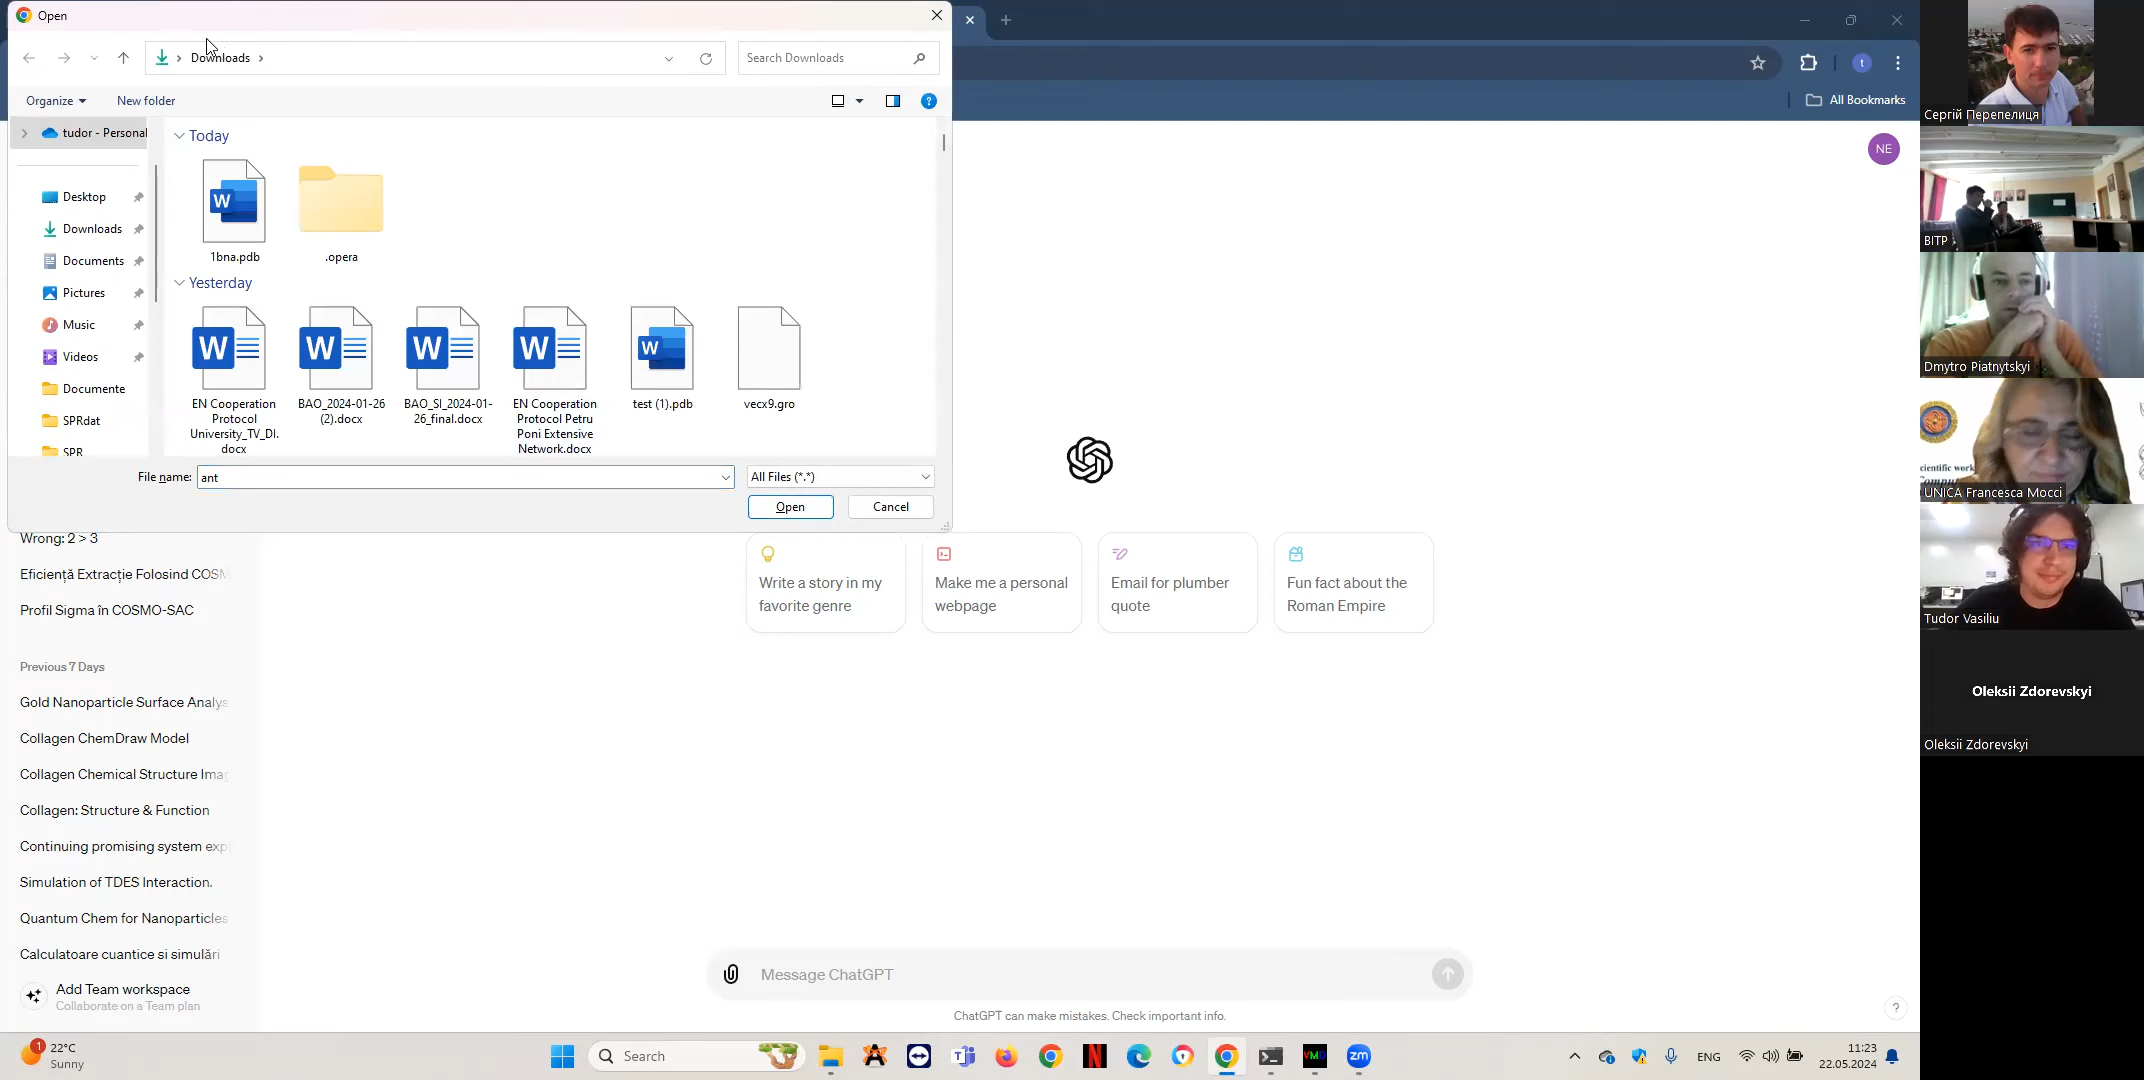 Open
Downloads
Search Downloads
Organize
New folder
tudor - Personal
Desktop
Downloads
Documents
Pictures
Music
Videos
Documente
SPRdat
SPR
Today
1bna.pdb
.opera
Yesterday
EN Cooperation
Protocol
University_TV_DI.
docx
BAO_2024-01-26
(2).docx
BAO_SI_2024-01-
26_final.docx
EN Cooperation
Protocol Petru
Poni Extensive
Network.docx
test (1).pdb
vecx9.gro
File name:
ant
All Files (*.*)
Open
Cancel
t
All Bookmarks
NE
Wrong: 2 > 3
Eficiență Extracție Folosind COSM
Profil Sigma în COSMO-SAC
Previous 7 Days
Gold Nanoparticle Surface Analys
Collagen ChemDraw Model
Collagen Chemical Structure Imag
Collagen: Structure & Function
Continuing promising system exp
Simulation of TDES Interaction.
Quantum Chem for Nanoparticles
Calculatoare cuantice si simulări
Add Team workspace
Collaborate on a Team plan
Write a story in my
favorite genre
Make me a personal
webpage
Email for plumber
quote
Fun fact about the
Roman Empire
Message ChatGPT
ChatGPT can make mistakes. Check important info.
?
1
22°C
Sunny
Search
zm
ENG
11:23
22.05.2024
Сергій Перепелиця
BITP
Dmytro Piatnytskyi
cientific work
Compu
UNICA Francesca Mocci
Tudor Vasiliu
Oleksii Zdorevskyi
Oleksii Zdorevskyi